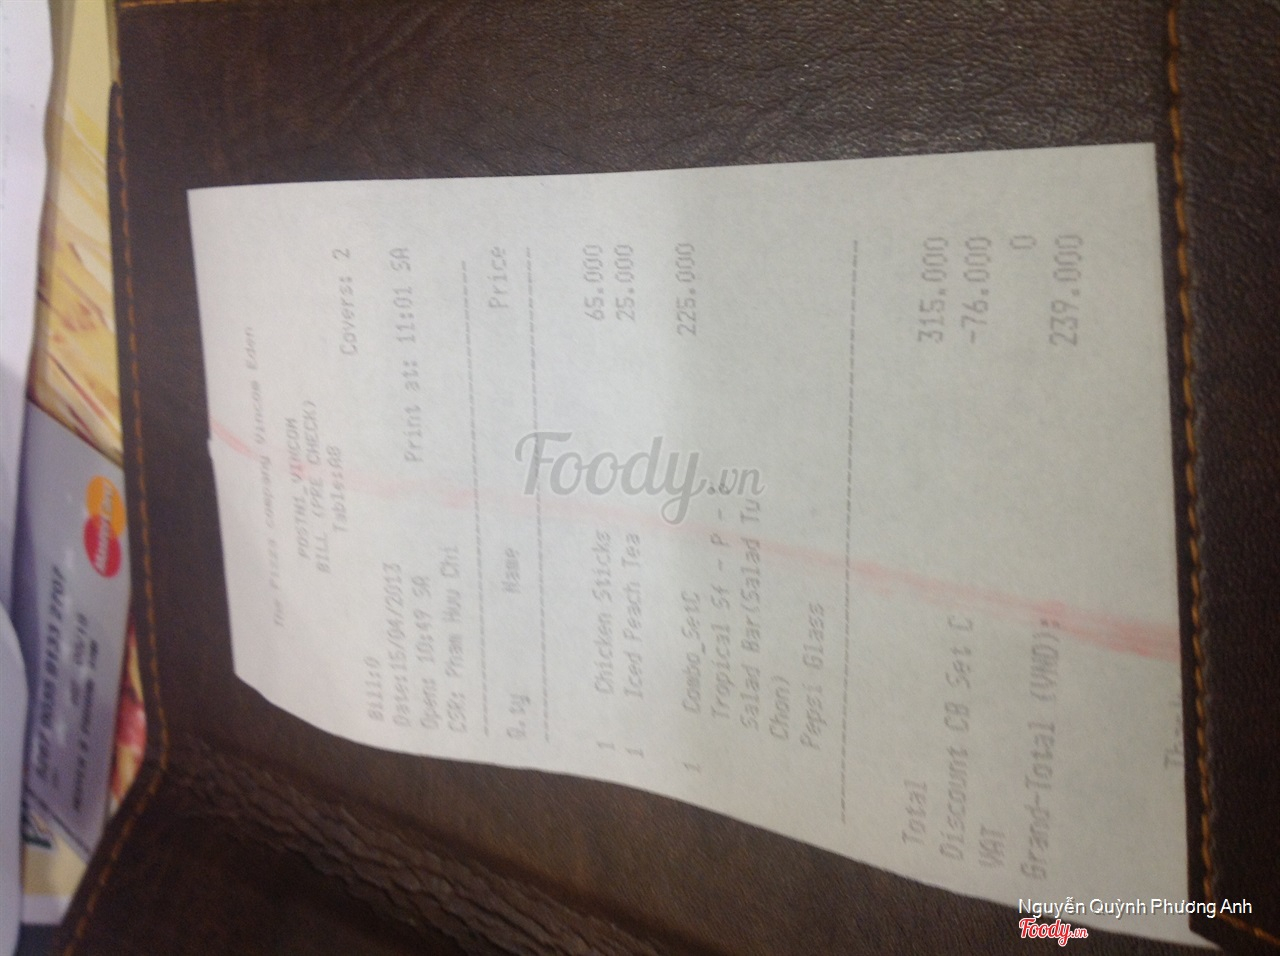 The Pizza Company Vincom Eden
POSTN1_VINCOM
BILL (PRE CHECK)
Table:A8
Covers: 2
Bill:0
Date:15/04/2013
Open: 10:49 SA Print at: 11:01 SA
CSR: Pham Huu Chi
Q.ty Name Price
1 Chicken Sticks 65.000
1 Iced Peach Tea 25.000
1 Combo_SetC 225.000
Tropical Sf - P -
Salad Bar(Salad Tu
Chon)
Pepsi Glass
Total 315.000
Discount CB Set C -76.000
VAT 0
Grand-Total (VND): 239.000
Foody.vn
Nguyễn Quỳnh Phương Anh
Foody.vn